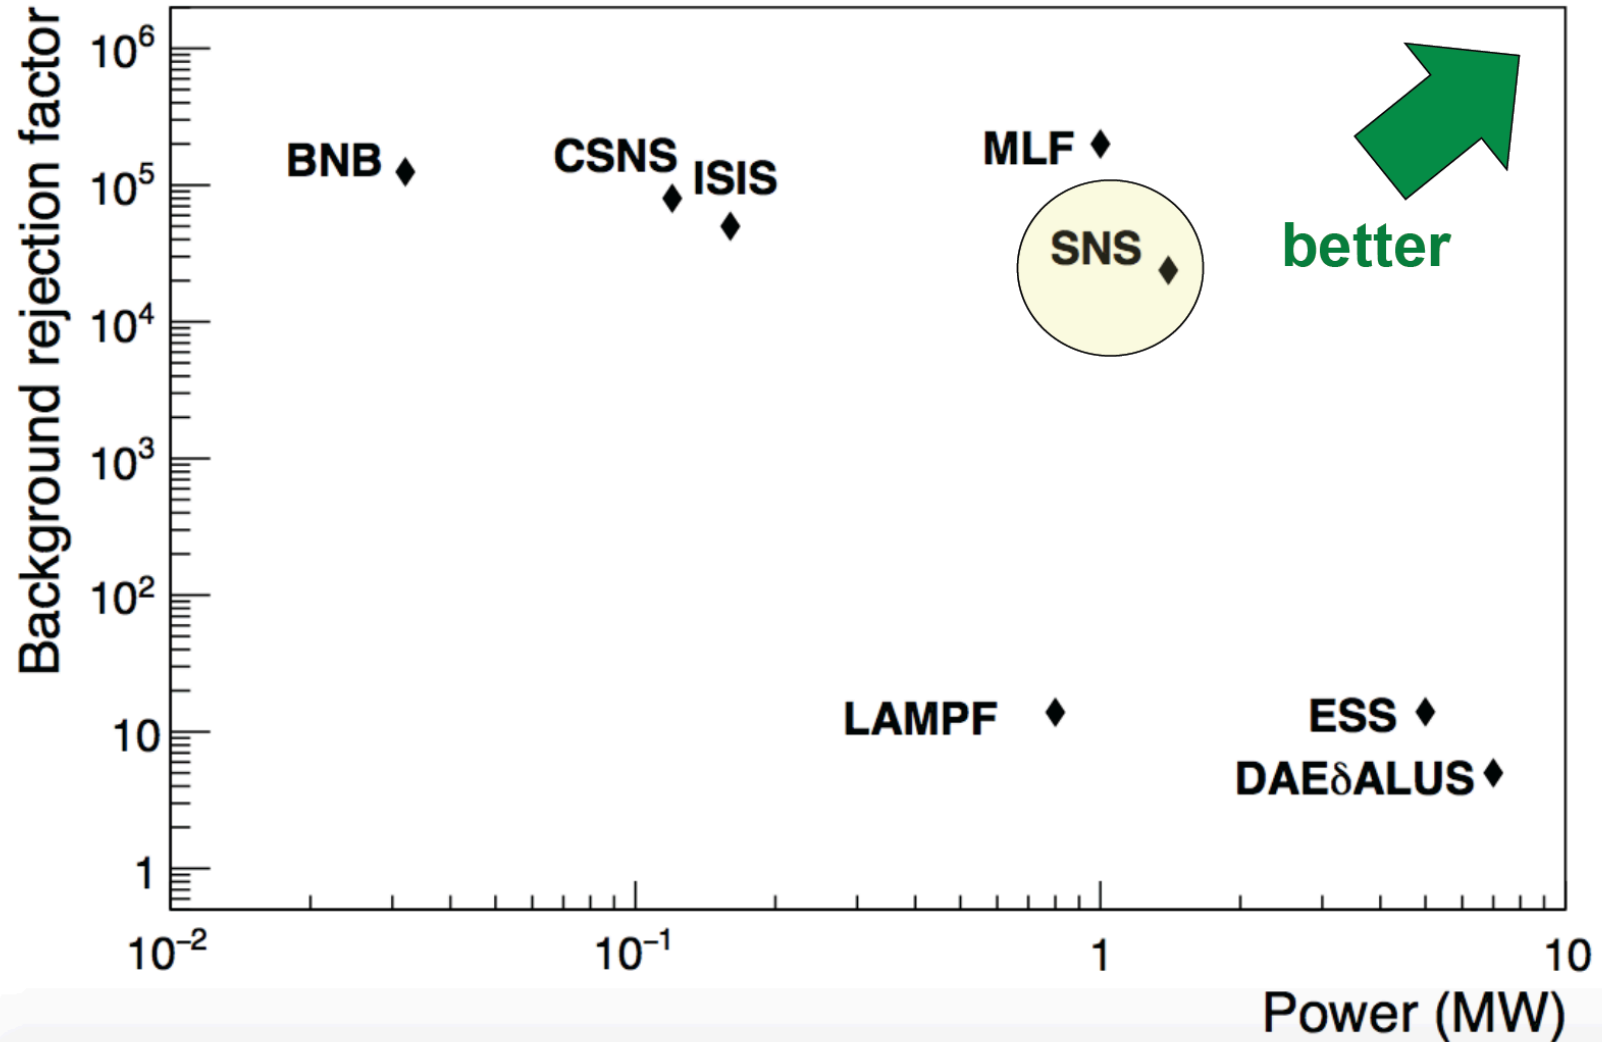 Background rejection factor
10⁶
10⁵
10⁴
10³
10²
10
1
BNB
CSNS
ISIS
MLF
SNS
better
LAMPF
ESS
DAEδALUS
10⁻²
10⁻¹
1
10
Power (MW)